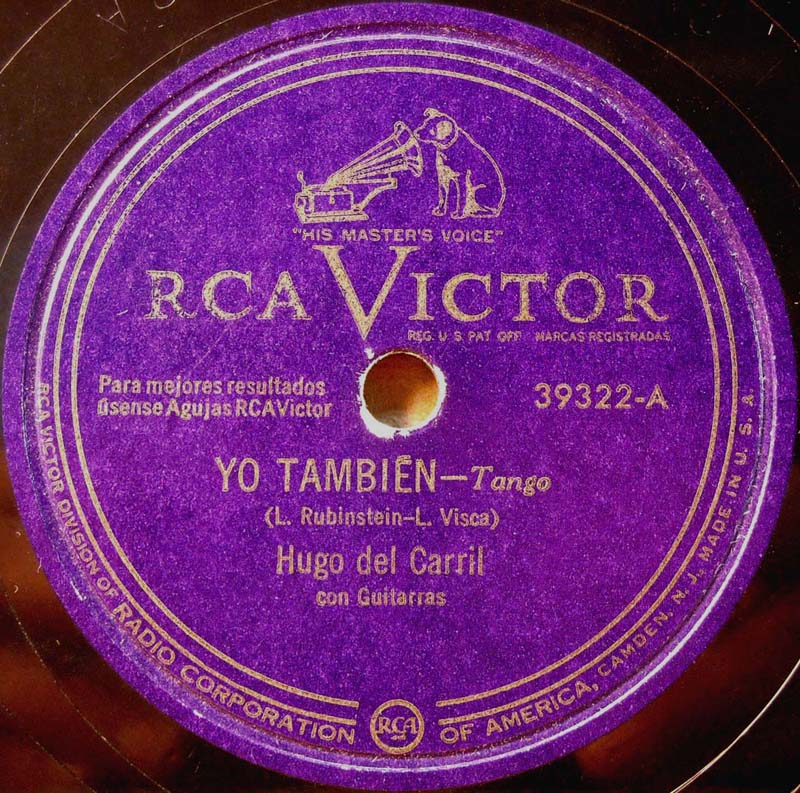 "HIS MASTER'S VOICE"
RCA VICTOR
REG. U S PAT OFF MARCAS REGISTRADAS
Para mejores resultados
úsense Agujas RCA Victor
39322-A
YO TAMBIÉN—Tango
(L. Rubinstein–L. Visca)
Hugo del Carril
con Guitarras
RCA VICTOR DIVISION OF RADIO CORPORATION OF AMERICA, CAMDEN, N. J. MADE IN U. S. A.
RCA